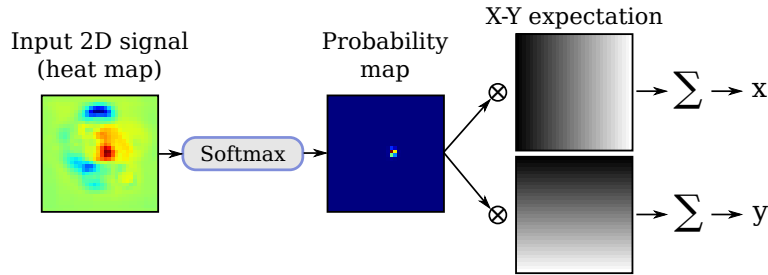 Input 2D signal
(heat map)
Softmax
Probability
map
X-Y expectation
⊗
∑
x
⊗
∑
y